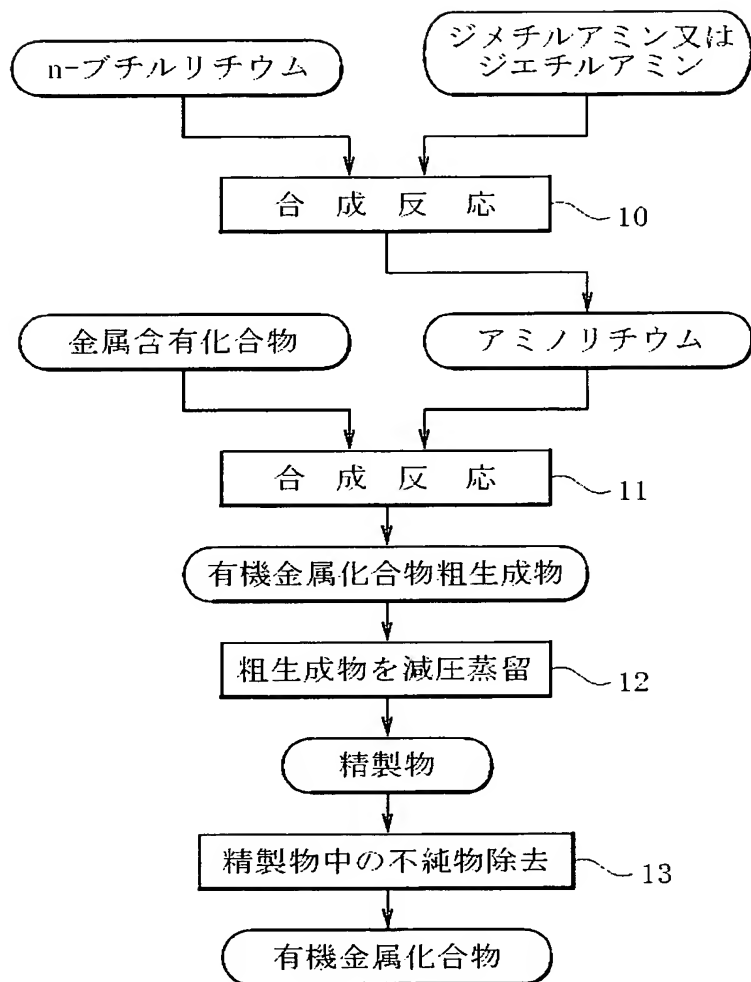 n-ブチルリチウム
ジメチルアミン又は
ジエチルアミン
合成反応
10
金属含有化合物
アミノリチウム
合成反応
11
有機金属化合物粗生成物
粗生成物を減圧蒸留
12
精製物
精製物中の不純物除去
13
有機金属化合物